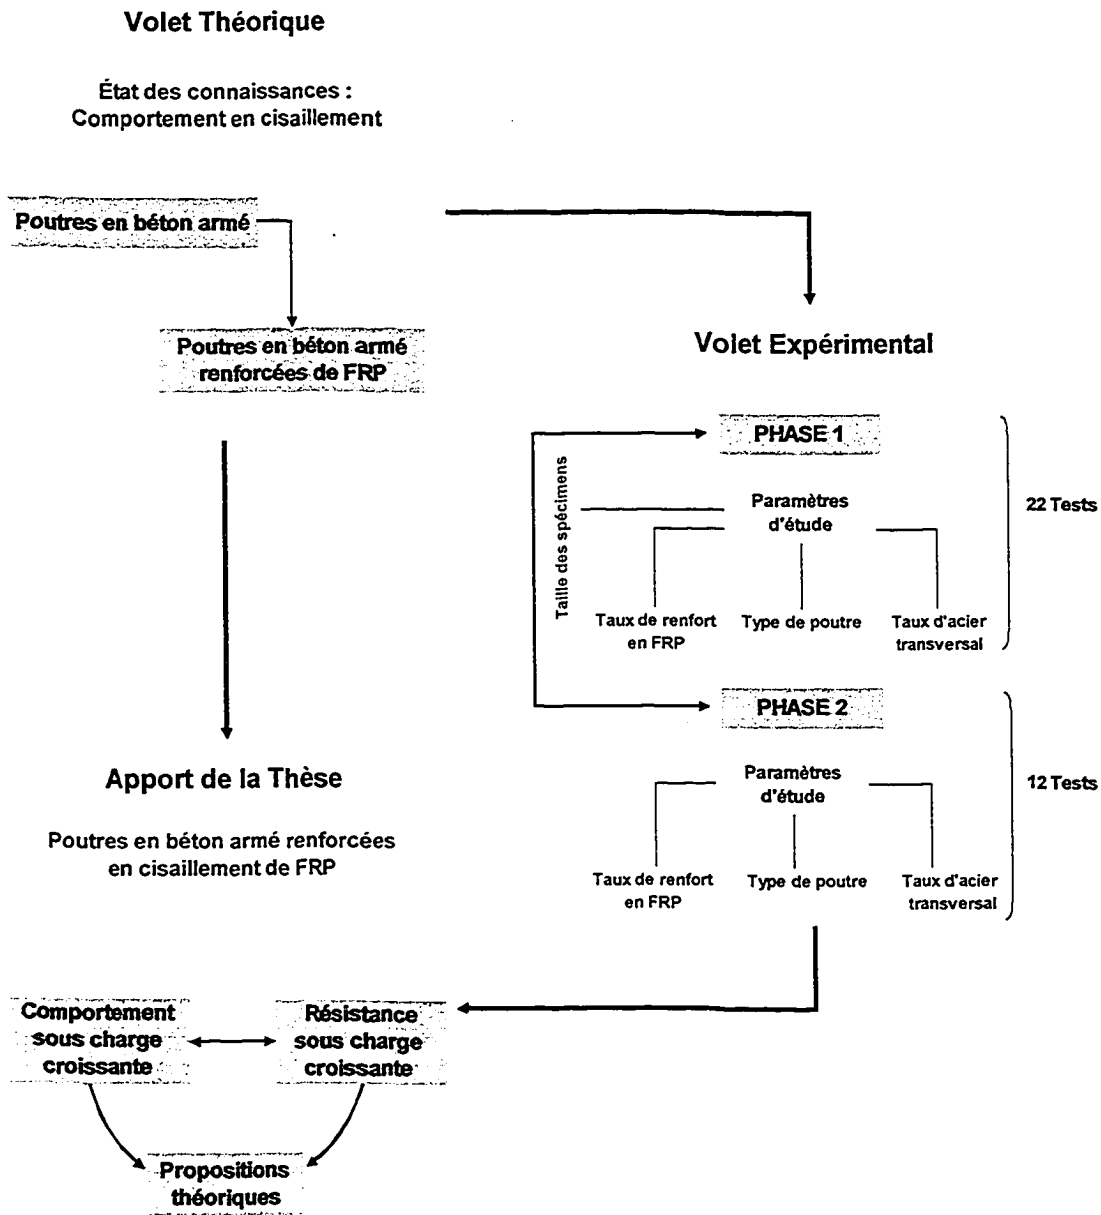 Volet Théorique
État des connaissances :
Comportement en cisaillement
Poutres en béton armé
Poutres en béton armé
renforcées de FRP
Volet Expérimental
PHASE 1
Taille des spécimens
Paramètres
d'étude
22 Tests
Taux de renfort
en FRP
Type de poutre
Taux d'acier
transversal
PHASE 2
Paramètres
d'étude
12 Tests
Taux de renfort
en FRP
Type de poutre
Taux d'acier
transversal
Apport de la Thèse
Poutres en béton armé renforcées
en cisaillement de FRP
Comportement
sous charge
croissante
Résistance
sous charge
croissante
Propositions
théoriques